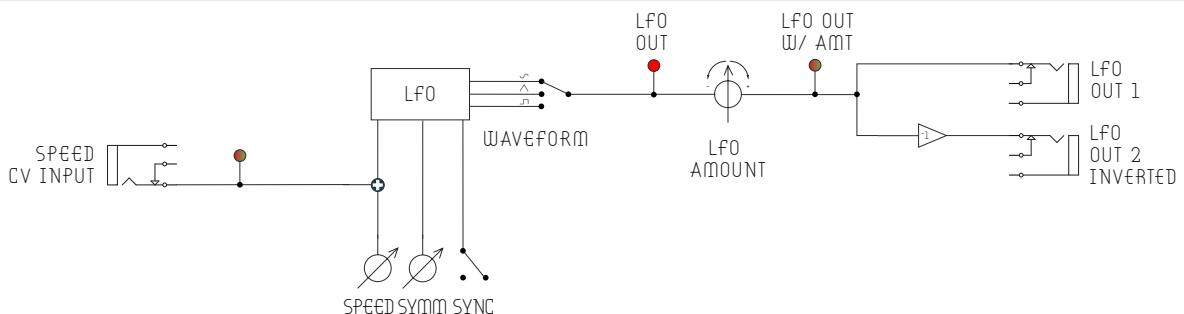 LFO
OUT
LFO OUT
W/ AMT
LFO
OUT 1
LFO
WAVEFORM
-
+
LFO
AMOUNT
-1
LFO
OUT 2
INVERTED
SPEED
CV INPUT
SPEED SYMM SYNC